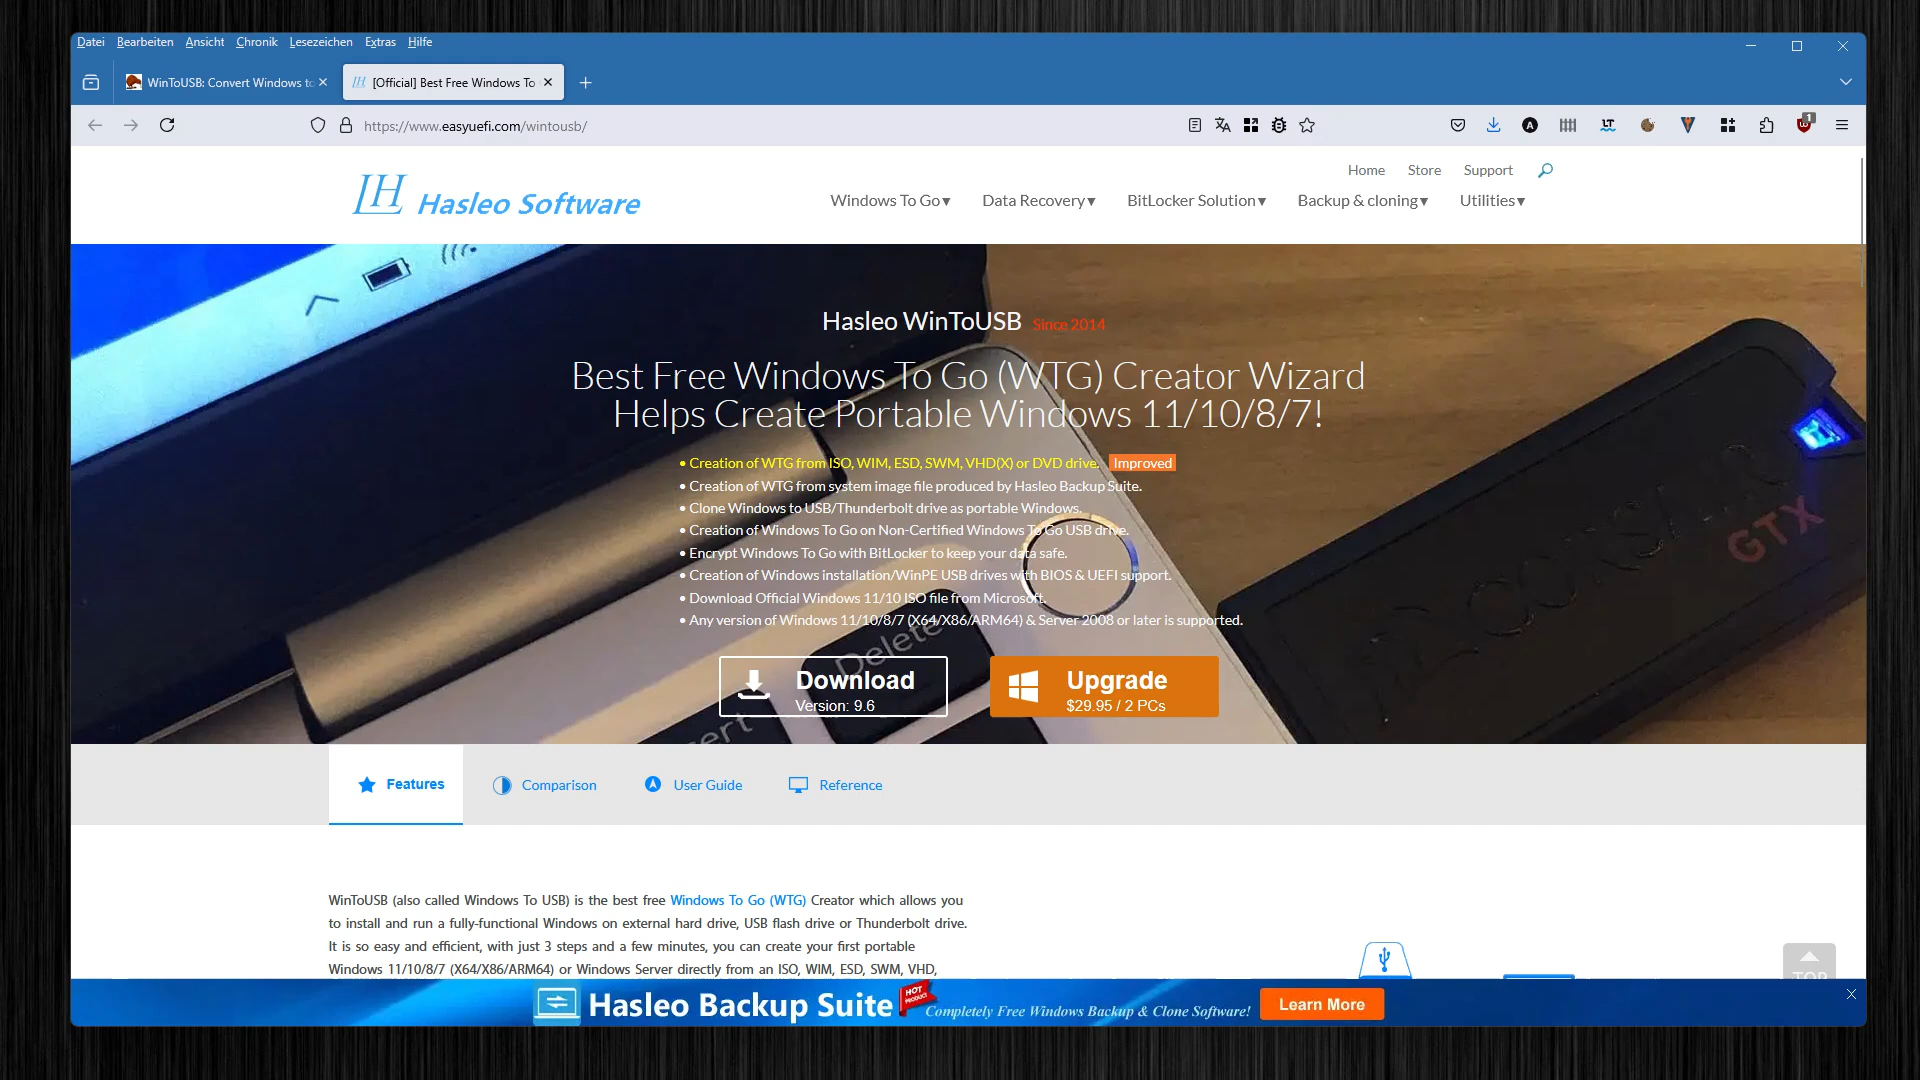 Datei Bearbeiten Ansicht Chronik Lesezeichen Extras Hilfe
WinToUSB: Convert Windows to
[Official] Best Free Windows To
https://www.easyuefi.com/wintousb/
A
LT
1
Home Store Support
Hasleo Software
Windows To Go▼ Data Recovery▼ BitLocker Solution▼ Backup & cloning▼ Utilities▼
Hasleo WinToUSB Since 2014
Best Free Windows To Go (WTG) Creator Wizard
Helps Create Portable Windows 11/10/8/7!
• Creation of WTG from ISO, WIM, ESD, SWM, VHD(X) or DVD drive. Improved
• Creation of WTG from system image file produced by Hasleo Backup Suite.
• Clone Windows to USB/Thunderbolt drive as portable Windows.
• Creation of Windows To Go on Non-Certified Windows To Go USB drive.
• Encrypt Windows To Go with BitLocker to keep your data safe.
• Creation of Windows installation/WinPE USB drives with BIOS & UEFI support.
• Download Official Windows 11/10 ISO file from Microsoft.
• Any version of Windows 11/10/8/7 (X64/X86/ARM64) & Server 2008 or later is supported.
GTX
Delete
Download
Version: 9.6
Upgrade
$29.95 / 2 PCs
Features Comparison User Guide Reference
WinToUSB (also called Windows To USB) is the best free Windows To Go (WTG) Creator which allows you
to install and run a fully-functional Windows on external hard drive, USB flash drive or Thunderbolt drive.
It is so easy and efficient, with just 3 steps and a few minutes, you can create your first portable
Windows 11/10/8/7 (X64/X86/ARM64) or Windows Server directly from an ISO, WIM, ESD, SWM, VHD,
TOP
Hasleo Backup Suite
HOT PRODUCT
Completely Free Windows Backup & Clone Software!
Learn More